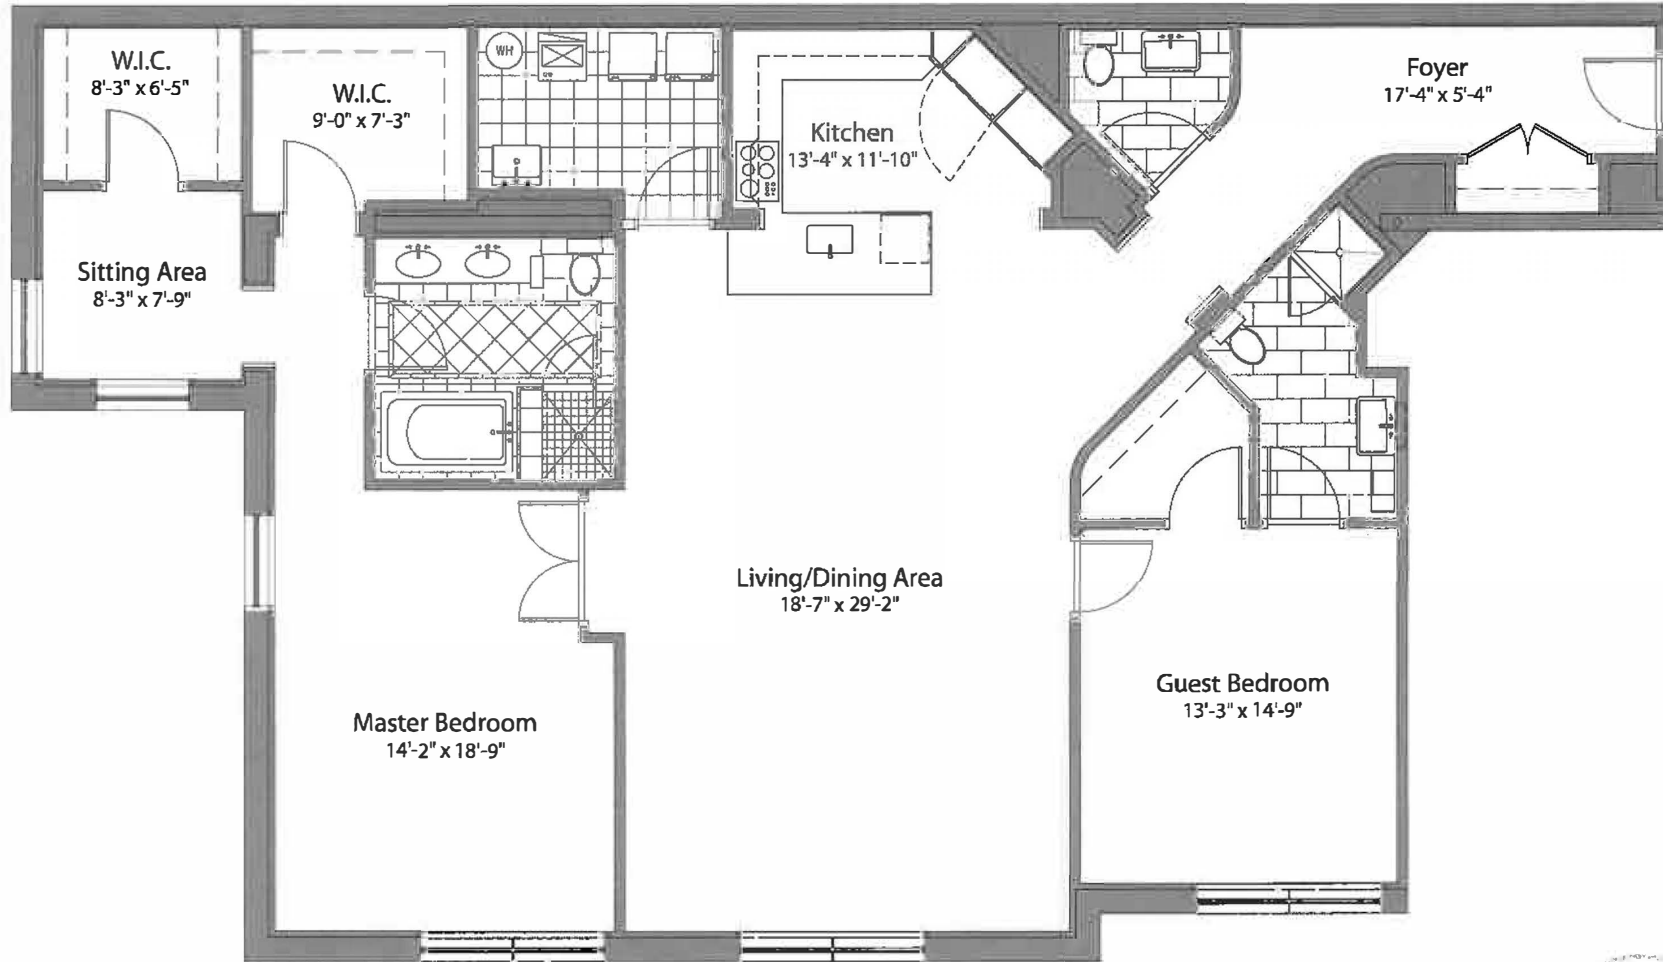 W.I.C.
8'-3" x 6'-5"
W.I.C.
9'-0" x 7'-3"
WH
Kitchen
13'-4" x 11'-10"
Foyer
17'-4" x 5'-4"
Sitting Area
8'-3" x 7'-9"
Living/Dining Area
18'-7" x 29'-2"
Guest Bedroom
13'-3" x 14'-9"
Master Bedroom
14'-2" x 18'-9"